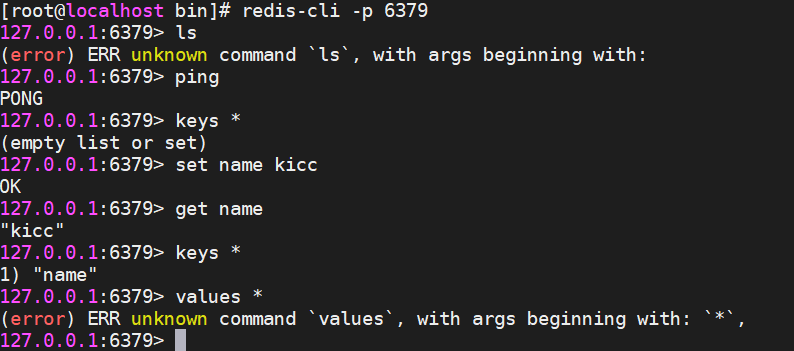 [root@localhost bin]# redis-cli -p 6379
127.0.0.1:6379> ls
(error) ERR unknown command `ls`, with args beginning with:
127.0.0.1:6379> ping
PONG
127.0.0.1:6379> keys *
(empty list or set)
127.0.0.1:6379> set name kicc
OK
127.0.0.1:6379> get name
"kicc"
127.0.0.1:6379> keys *
1) "name"
127.0.0.1:6379> values *
(error) ERR unknown command `values`, with args beginning with: `*`,
127.0.0.1:6379>